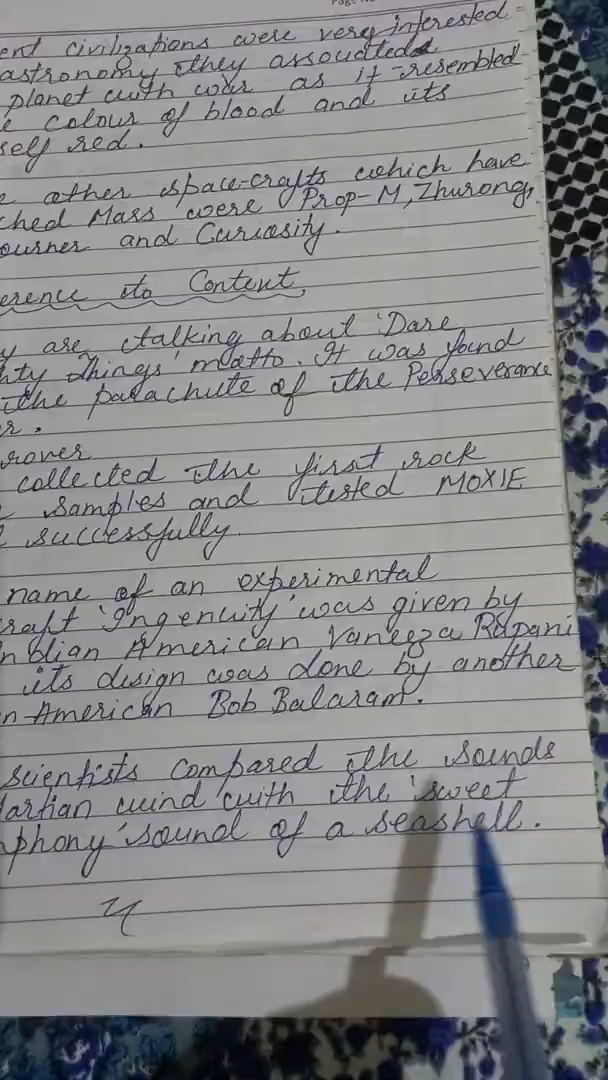 ent civilizations were very interested
astronomy they associated
planet with war as it resembled
e colour of blood and its
self red.
e other space-crafts which have
ched Mass were Prop-M, Zhurong,
ourner and Curiosity.
erence to Content
y are talking about 'Dare
hty things' motto. It was found
the parachute of the Perseverance
r.
rover
collected the first rock
samples and tested MOXIE
successfully.
name of an experimental
raft 'Ingenuity' was given by
n Indian American Vaneeza Rupani
its design was done by another
n-American Bob Balaram.
scientists compared the sounds
artian wind with the 'sweet
phony' sound of a seashell.